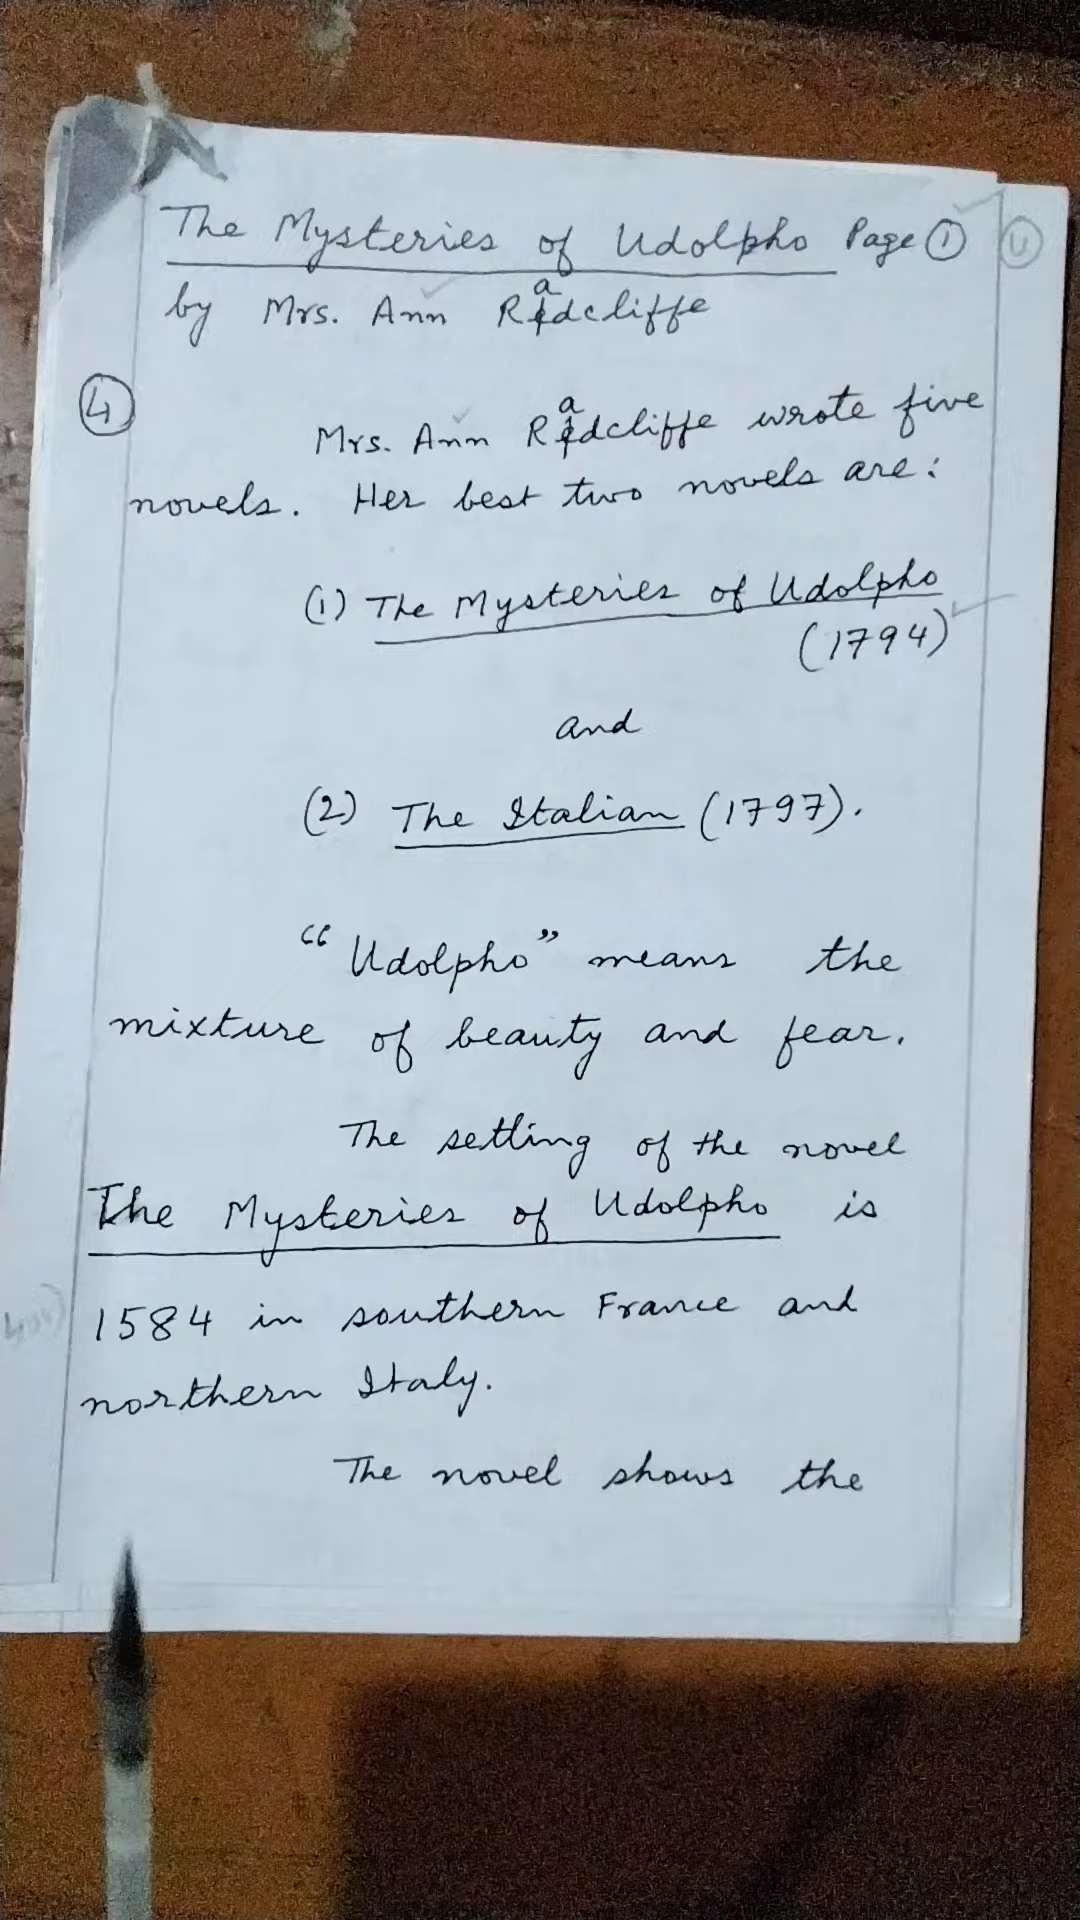 The Mysteries of Udolpho Page ①
by Mrs. Ann Radcliffe
④
Mrs. Ann Radcliffe wrote five
novels. Her best two novels are:
(1) The Mysteries of Udolpho
(1794)
and
(2) The Italian (1797).
"Udolpho" means the
mixture of beauty and fear.
The setting of the novel
The Mysteries of Udolpho is
1584 in southern France and
northern Italy.
The novel shows the